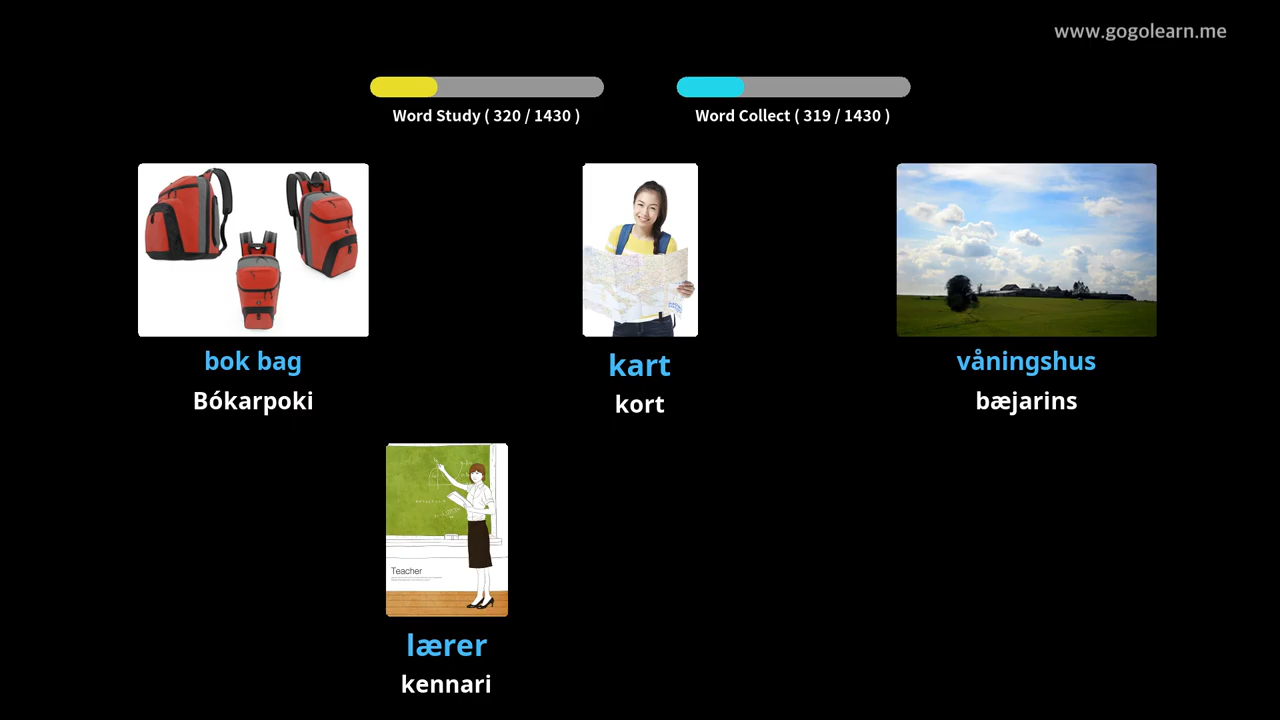 www.gogolearn.me
Word Study ( 320 / 1430 )
Word Collect ( 319 / 1430 )
bok bag
Bókarpoki
kart
kort
våningshus
bæjarins
Teacher
lærer
kennari